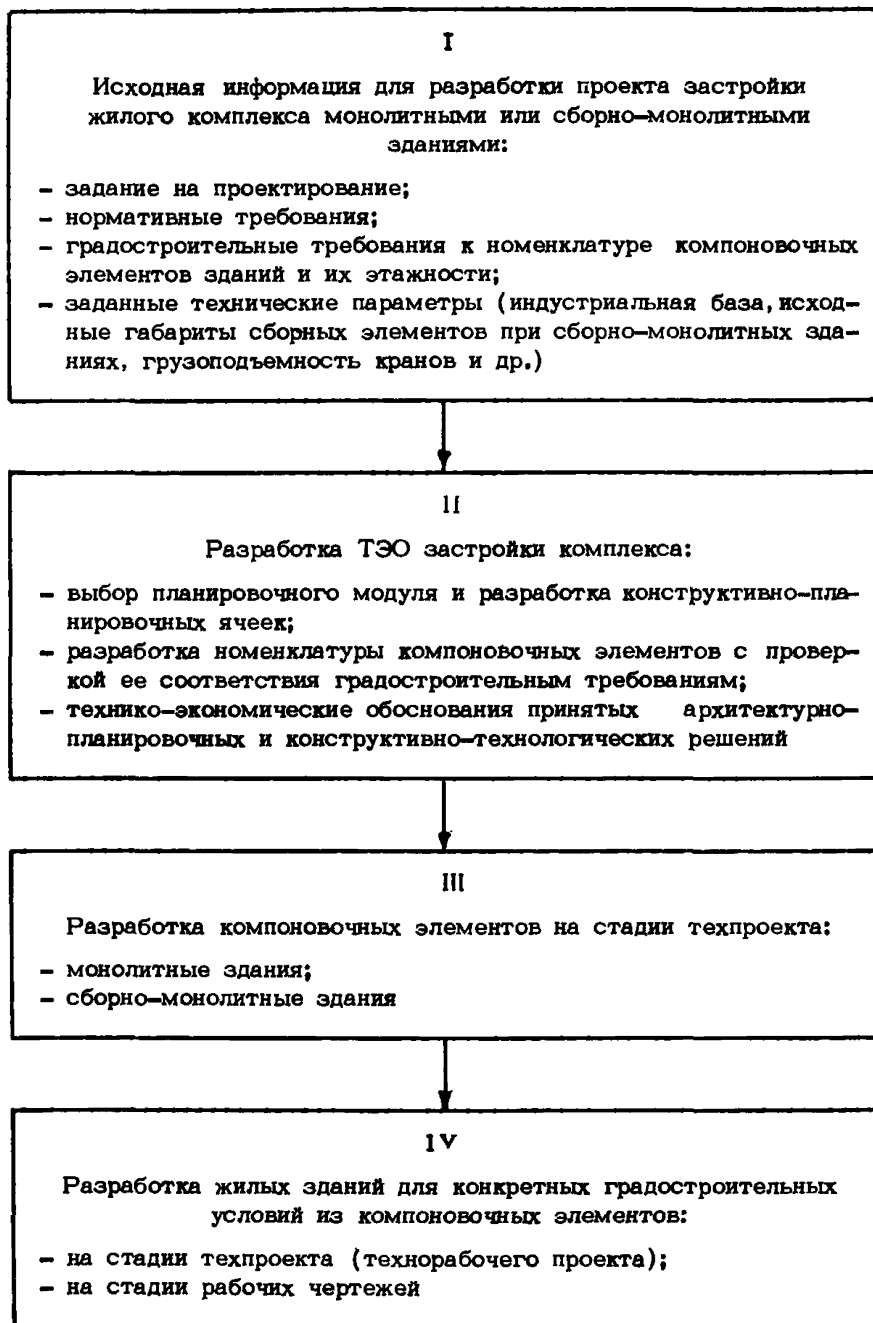 I
Исходная информация для разработки проекта застройки
жилого комплекса монолитными или сборно-монолитными
зданиями:
– задание на проектирование;
– нормативные требования;
– градостроительные требования к номенклатуре компоновочных
элементов зданий и их этажности;
– заданные технические параметры (индустриальная база, исход-
ные габариты сборных элементов при сборно-монолитных зда-
ниях, грузоподъемность кранов и др.)
II
Разработка ТЭО застройки комплекса:
– выбор планировочного модуля и разработка конструктивно-пла-
нировочных ячеек;
– разработка номенклатуры компоновочных элементов с провер-
кой ее соответствия градостроительным требованиям;
– технико-экономические обоснования принятых архитектурно-
планировочных и конструктивно-технологических решений
III
Разработка компоновочных элементов на стадии техпроекта:
– монолитные здания;
– сборно-монолитные здания
IV
Разработка жилых зданий для конкретных градостроительных
условий из компоновочных элементов:
– на стадии техпроекта (технорабочего проекта);
– на стадии рабочих чертежей